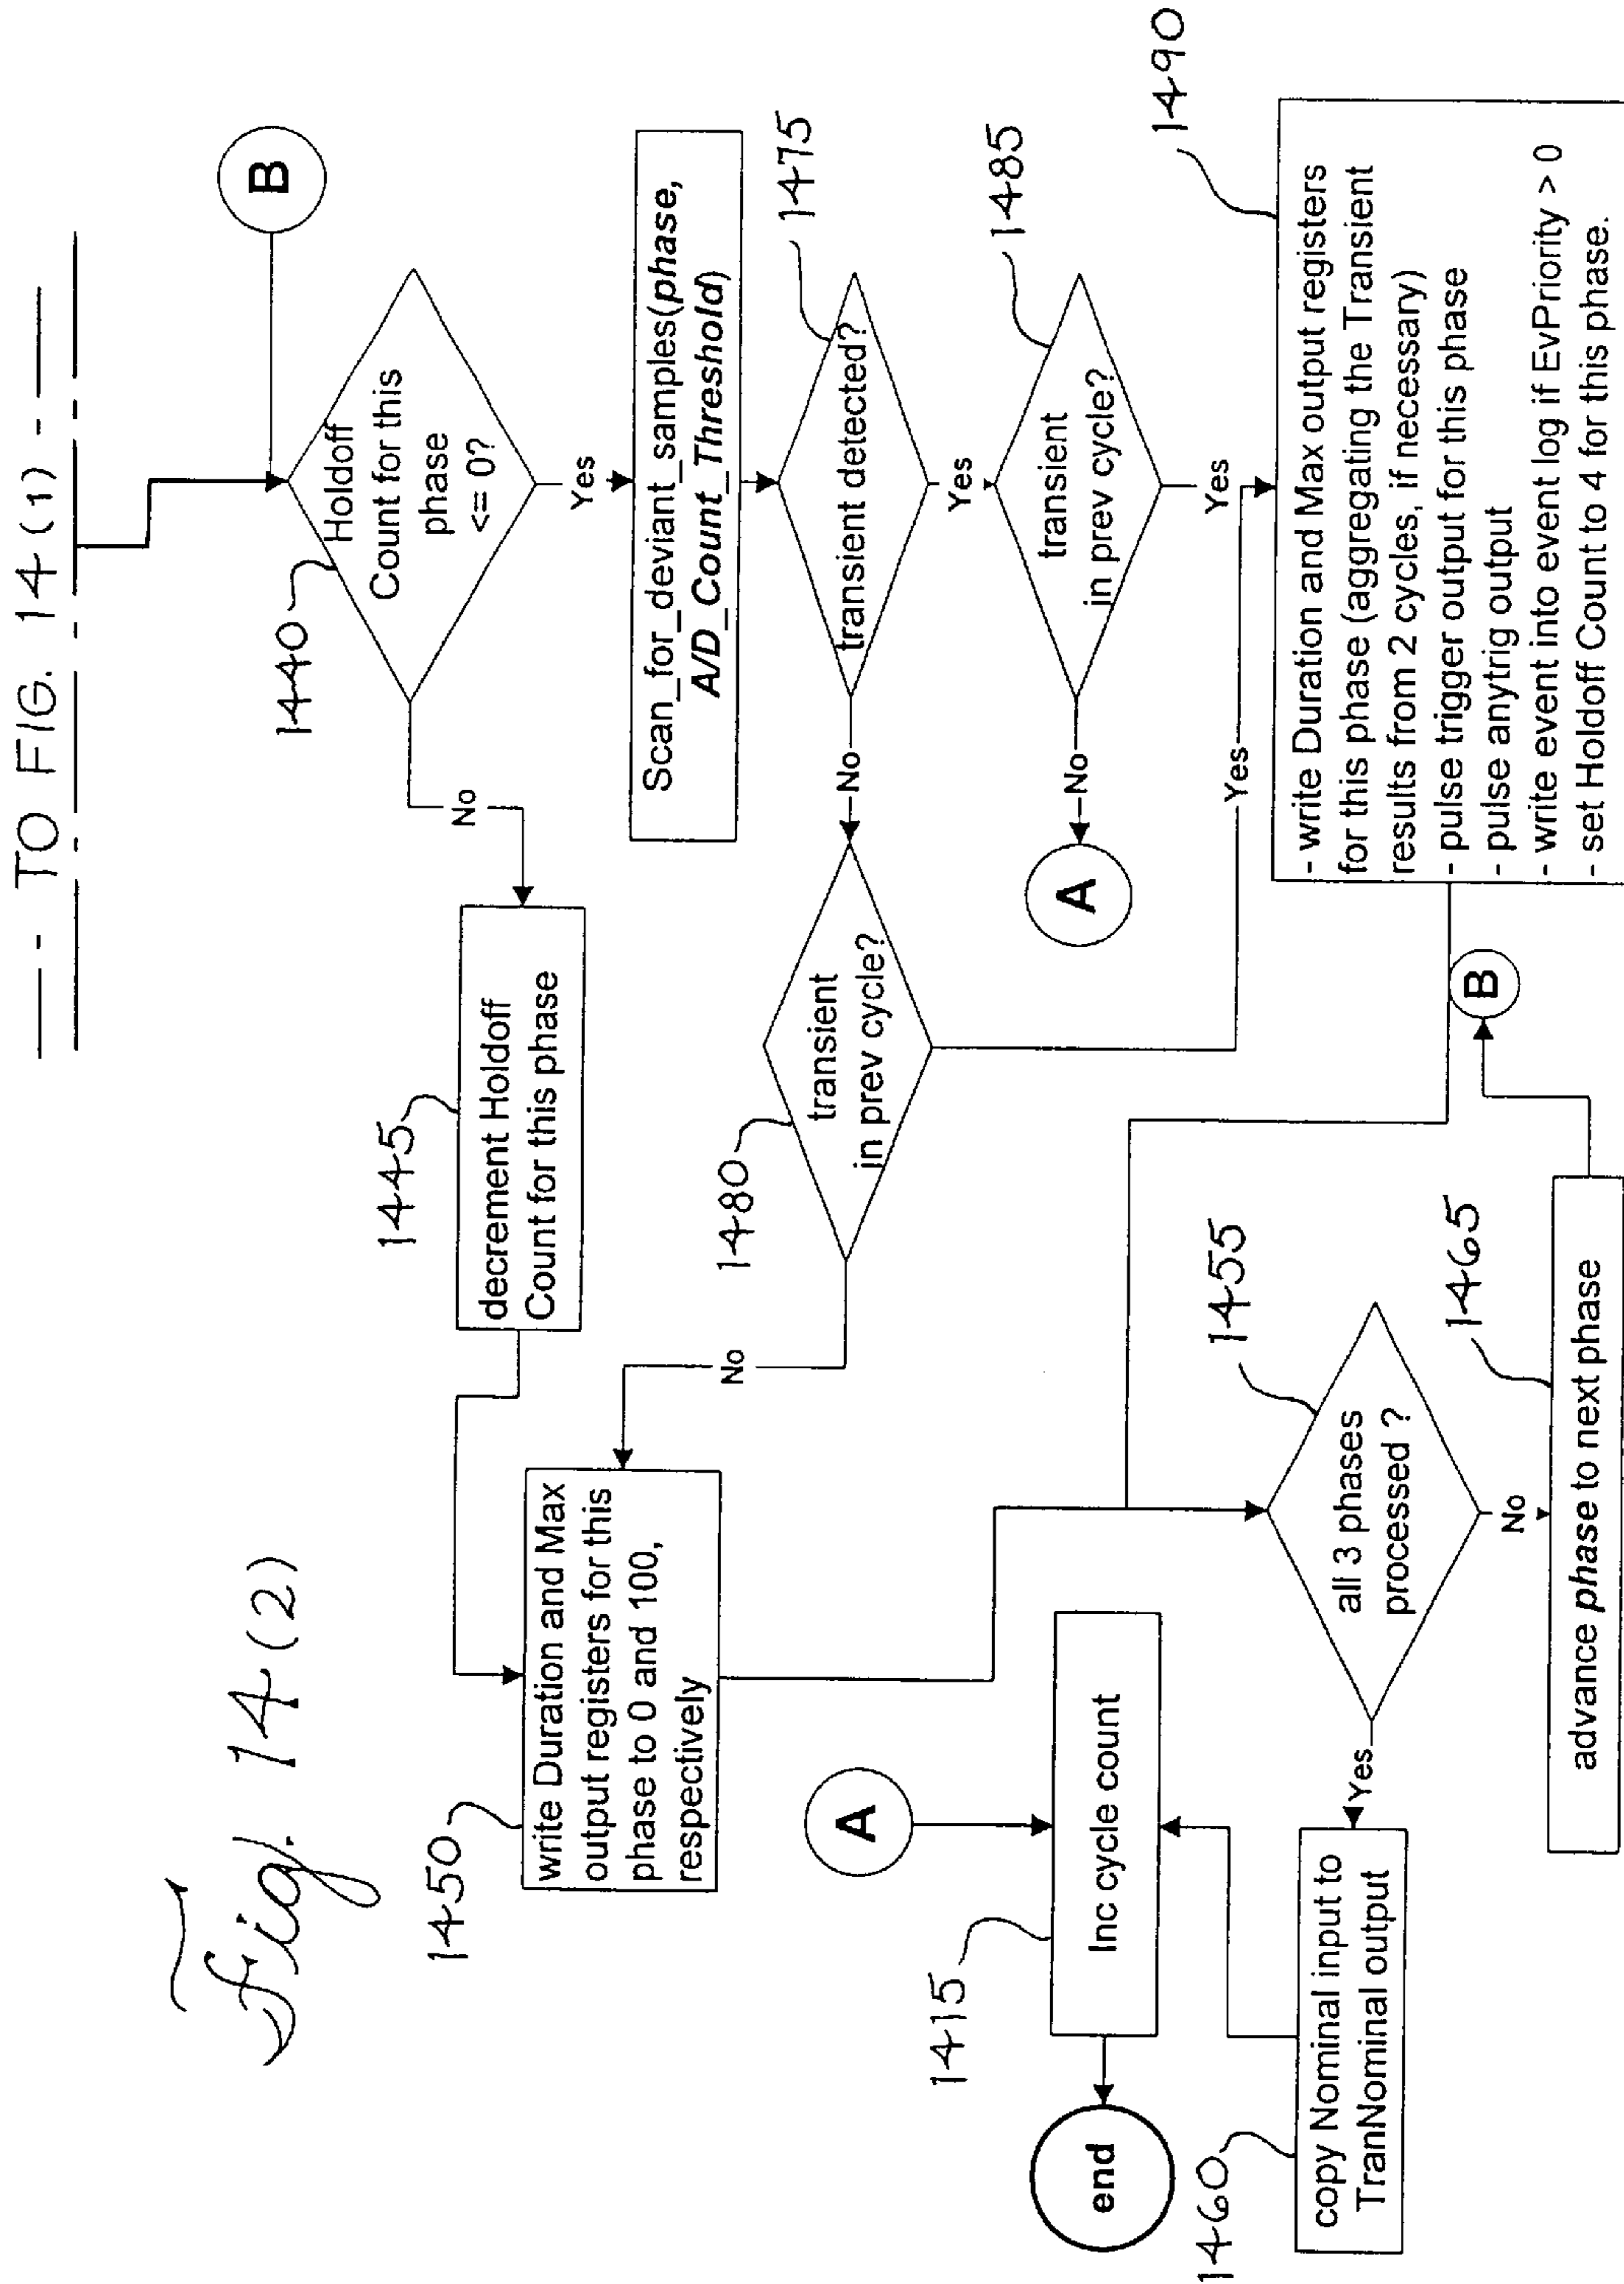 TO FIG. 14(1)
B
1440
Holdoff
Count for this
phase
<= 0?
No
Yes
1445
decrement Holdoff
Count for this phase
Scan_for_deviant_samples(phase,
A/D_Count_Threshold)
1475
transient detected?
No
Yes
1480
transient
in prev cycle?
No
Yes
1485
transient
in prev cycle?
No
Yes
A
1490
- write Duration and Max output registers
for this phase (aggregating the Transient
results from 2 cycles, if necessary)
- pulse trigger output for this phase
- pulse anytrig output
- write event into event log if EvPriority > 0
- set Holdoff Count to 4 for this phase.
1450
write Duration and Max
output registers for this
phase to 0 and 100,
respectively
A
1415
Inc cycle count
end
1455
all 3 phases
processed ?
Yes
No
B
1460
copy Nominal input to
TranNominal output
1465
advance phase to next phase
Fig. 14(2)